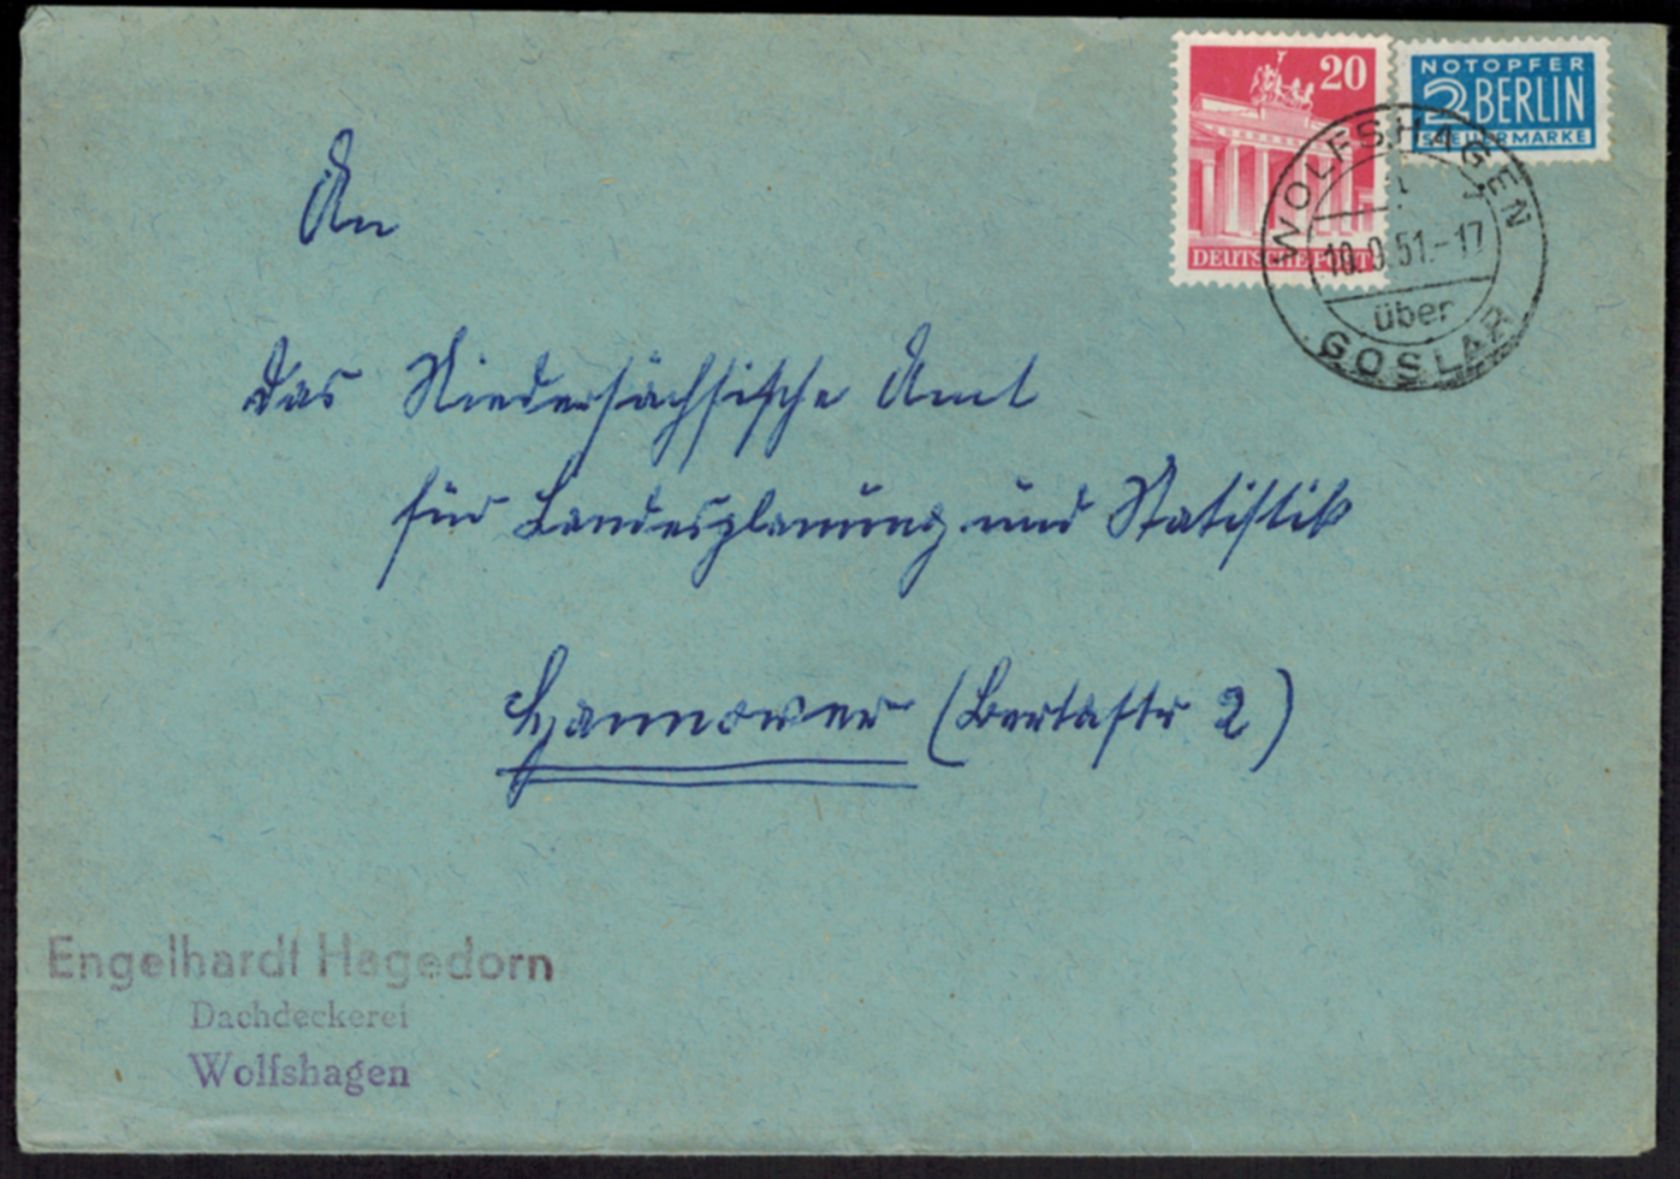 20
DEUTSCHE POST
NOTOPFER
2 BERLIN
STEUERMARKE
WOLFSHAGEN
10.9.51.-17
über
GOSLAR
An
das Niedersächsische Amt
für Landesplanung und Statistik
Hannover (Bertastr 2)
Engelhardt Hagedorn
Dachdeckerei
Wolfshagen